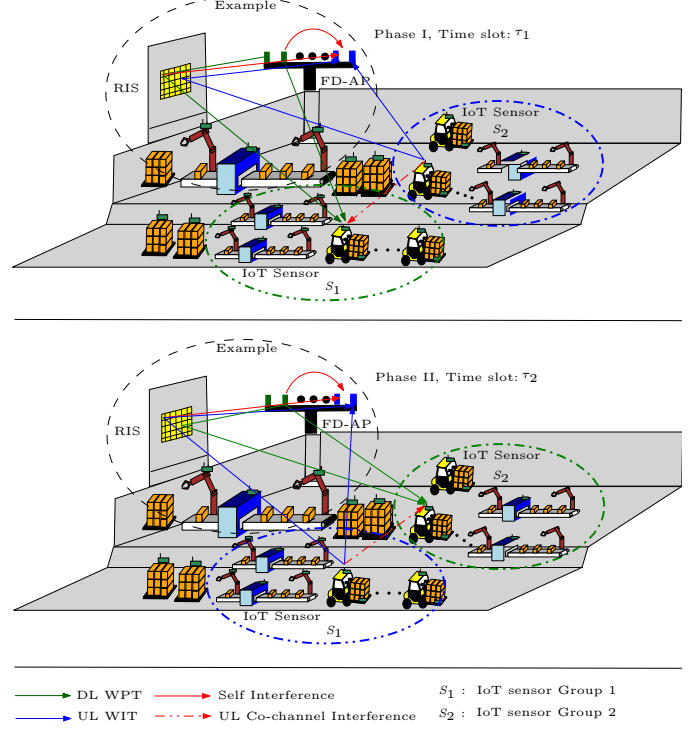 Example
Phase I, Time slot: τ1
RIS
FD-AP
IoT Sensor
S2
IoT Sensor
S1
Example
Phase II, Time slot: τ2
RIS
FD-AP
IoT Sensor
S2
IoT Sensor
S1
DL WPT
Self Interference
S1 : IoT sensor Group 1
UL WIT
UL Co-channel Interference
S2 : IoT sensor Group 2